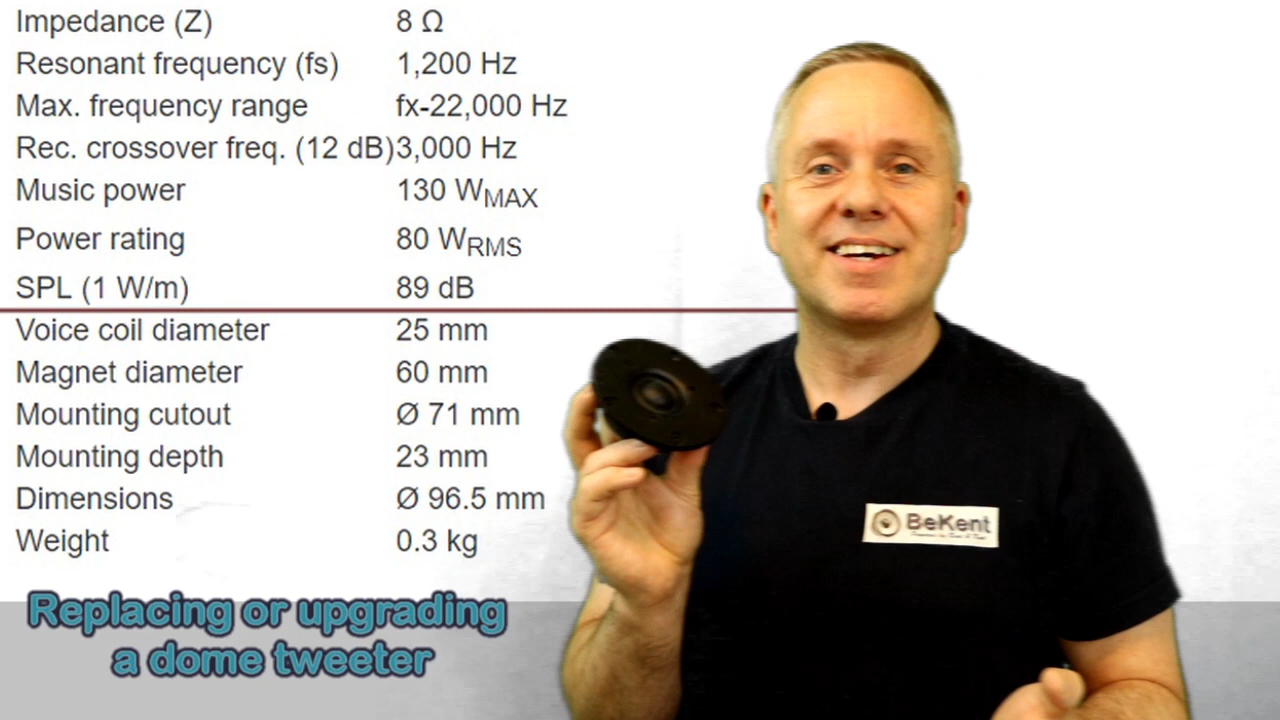 Impedance (Z) 8 Ω
Resonant frequency (fs) 1,200 Hz
Max. frequency range fx-22,000 Hz
Rec. crossover freq. (12 dB) 3,000 Hz
Music power 130 WMAX
Power rating 80 WRMS
SPL (1 W/m) 89 dB
Voice coil diameter 25 mm
Magnet diameter 60 mm
Mounting cutout Ø 71 mm
Mounting depth 23 mm
Dimensions Ø 96.5 mm
Weight 0.3 kg
BeKent
Replacing or upgrading
a dome tweeter